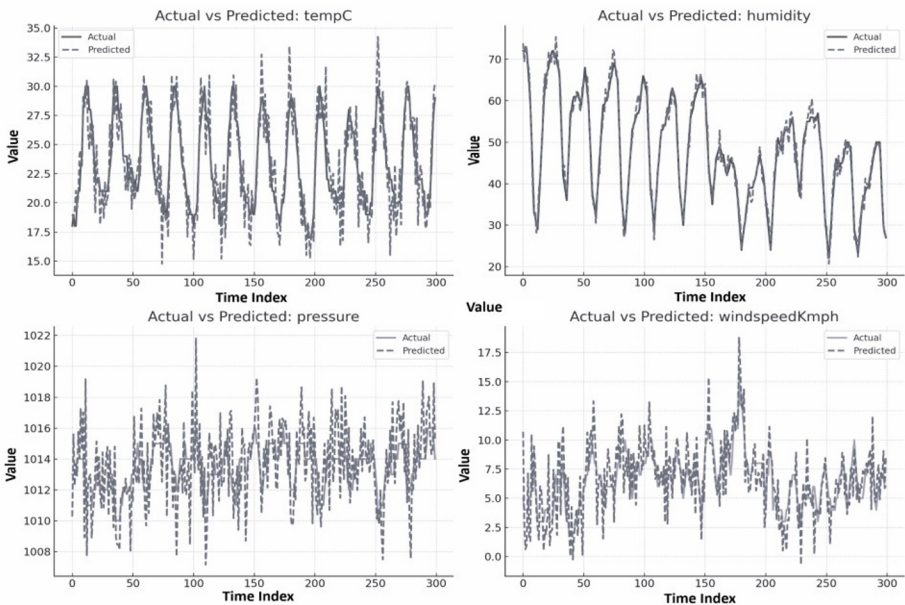 Actual vs Predicted: tempC
35.0
32.5
30.0
27.5
25.0
22.5
20.0
17.5
15.0
Value
Actual
Predicted
0 50 100 150 200 250 300
Time Index
Actual vs Predicted: humidity
70
60
50
40
30
20
Value
Actual
Predicted
0 50 100 150 200 250 300
Time Index
Actual vs Predicted: pressure
1022
1020
1018
1016
1014
1012
1010
1008
Value
Actual
Predicted
0 50 100 150 200 250 300
Time Index
Value
Actual vs Predicted: windspeedKmph
17.5
15.0
12.5
10.0
7.5
5.0
2.5
0.0
Value
Actual
Predicted
0 50 100 150 200 250 300
Time Index